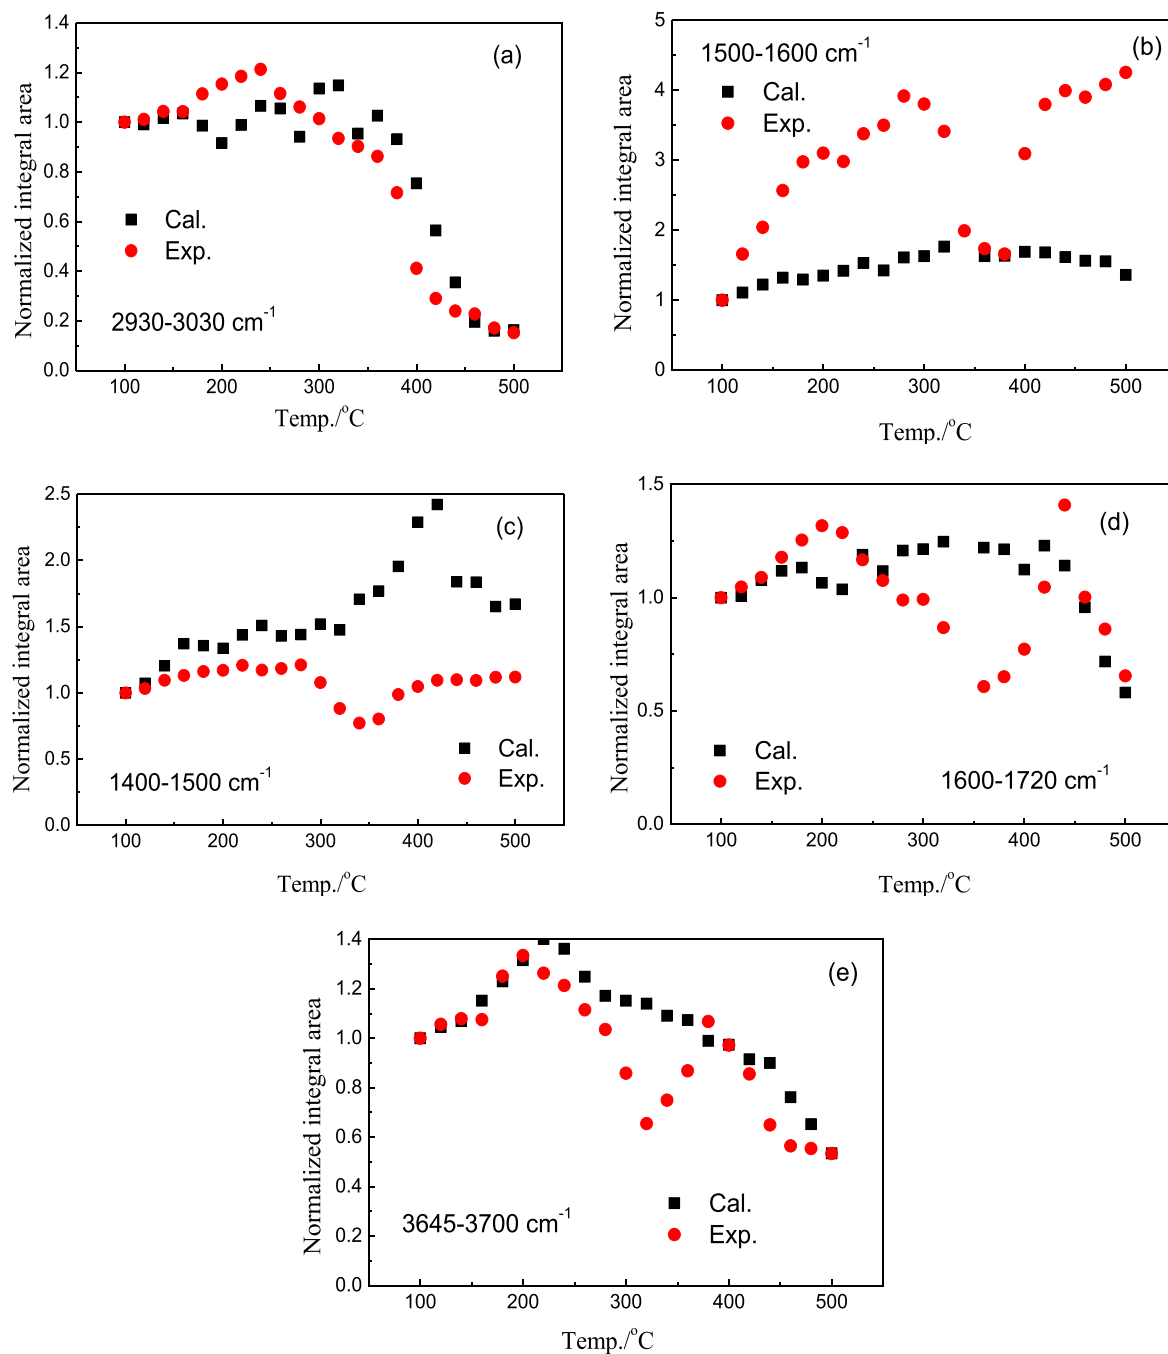 (a)
Normalized integral area
1.4
1.2
1.0
0.8
0.6
0.4
0.2
0.0
Cal.
Exp.
2930-3030 cm⁻¹
100 200 300 400 500
Temp./°C
(b)
1500-1600 cm⁻¹
Cal.
Exp.
Normalized integral area
5
4
3
2
1
0
100 200 300 400 500
Temp./°C
(c)
Normalized integral area
2.5
2.0
1.5
1.0
0.5
0.0
Cal.
Exp.
1400-1500 cm⁻¹
100 200 300 400 500
Temp./°C
(d)
Normalized integral area
1.5
1.0
0.5
0.0
Cal.
Exp.
1600-1720 cm⁻¹
100 200 300 400 500
Temp./°C
(e)
Normalized integral area
1.4
1.2
1.0
0.8
0.6
0.4
0.2
0.0
Cal.
Exp.
3645-3700 cm⁻¹
100 200 300 400 500
Temp./°C